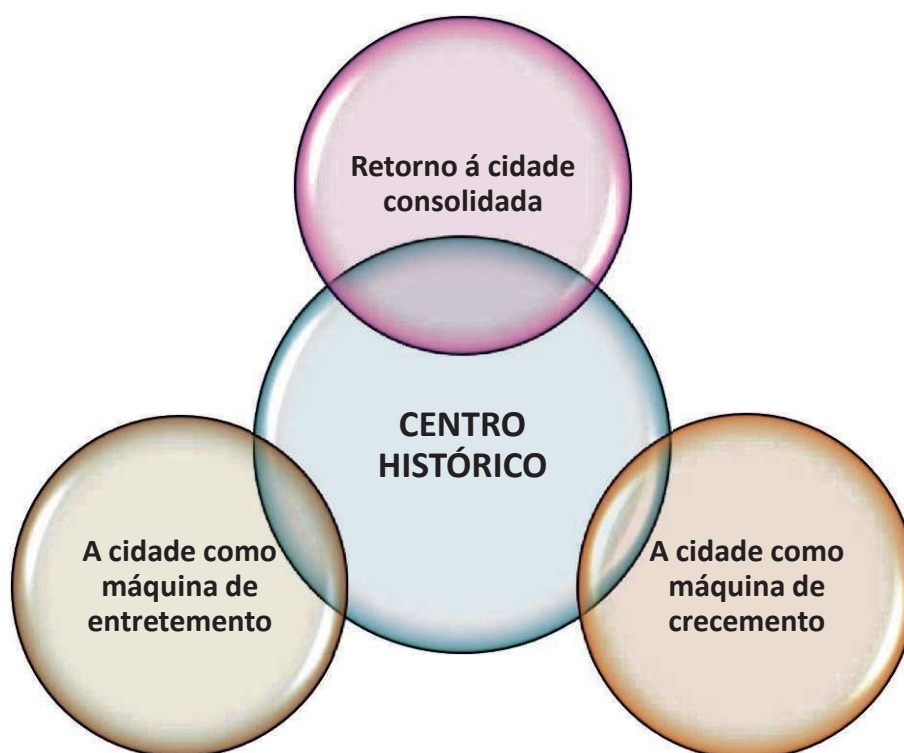 Retorno á cidade
consolidada
CENTRO
HISTÓRICO
A cidade como
máquina de
entretemento
A cidade como
máquina de
crecemento